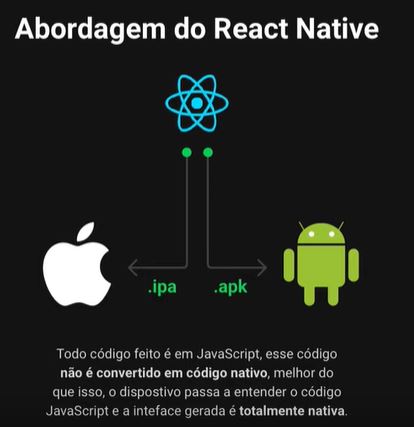 Abordagem do React Native
.ipa
.apk
Todo código feito é em JavaScript, esse código
não é convertido em código nativo, melhor do
que isso, o dispostivo passa a entender o código
JavaScript e a inteface gerada é totalmente nativa.